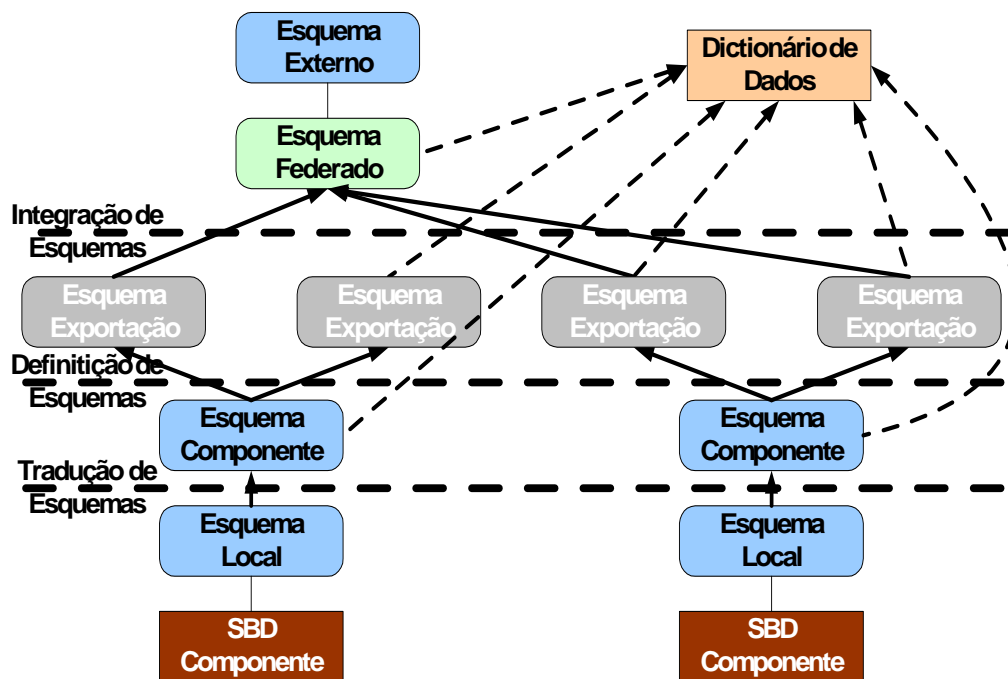 Esquema
Externo
Dictionário de
Dados
Esquema
Federado
Integração de
Esquemas
Esquema
Exportação
Esquema
Exportação
Esquema
Exportação
Esquema
Exportação
Definitição de
Esquemas
Esquema
Componente
Esquema
Componente
Tradução de
Esquemas
Esquema
Local
Esquema
Local
SBD
Componente
SBD
Componente